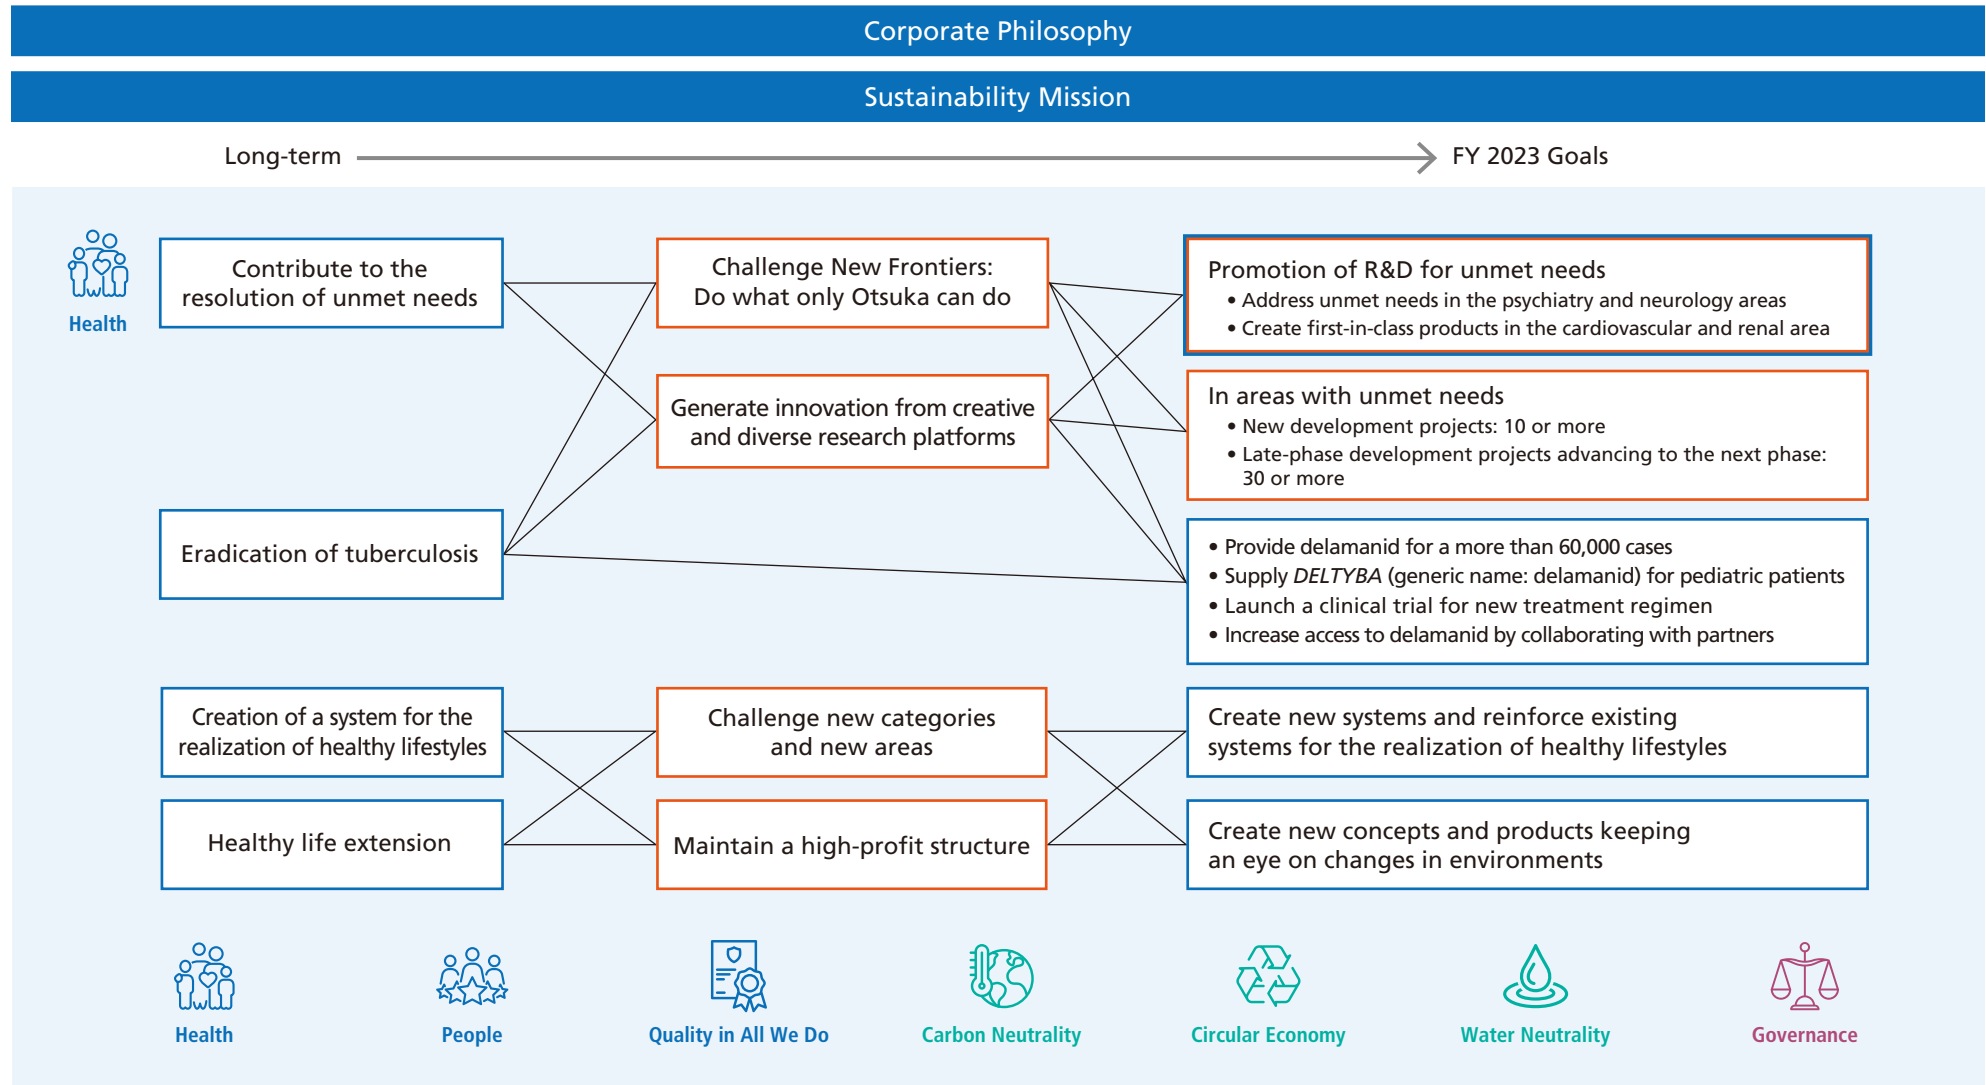 Corporate Philosophy
Sustainability Mission
Long-term
FY 2023 Goals
Health
Contribute to the
resolution of unmet needs
Challenge New Frontiers:
Do what only Otsuka can do
Promotion of R&D for unmet needs
• Address unmet needs in the psychiatry and neurology areas
• Create first-in-class products in the cardiovascular and renal area
Generate innovation from creative
and diverse research platforms
In areas with unmet needs
• New development projects: 10 or more
• Late-phase development projects advancing to the next phase:
30 or more
Eradication of tuberculosis
• Provide delamanid for a more than 60,000 cases
• Supply DELTYBA (generic name: delamanid) for pediatric patients
• Launch a clinical trial for new treatment regimen
• Increase access to delamanid by collaborating with partners
Creation of a system for the
realization of healthy lifestyles
Challenge new categories
and new areas
Create new systems and reinforce existing
systems for the realization of healthy lifestyles
Healthy life extension
Maintain a high-profit structure
Create new concepts and products keeping
an eye on changes in environments
Health
People
Quality in All We Do
Carbon Neutrality
Circular Economy
Water Neutrality
Governance